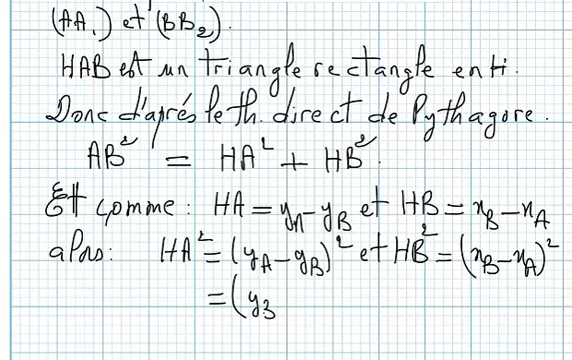 (AA₁) et (BB₂).
HAB est un triangle rectangle en H.
Donc d'après le th. direct de Pythagore.
AB² = HA² + HB².
Et comme : HA = y_A - y_B et HB = x_B - x_A
alors : HA² = (y_A - y_B)² et HB² = (x_B - x_A)²
= (y_B